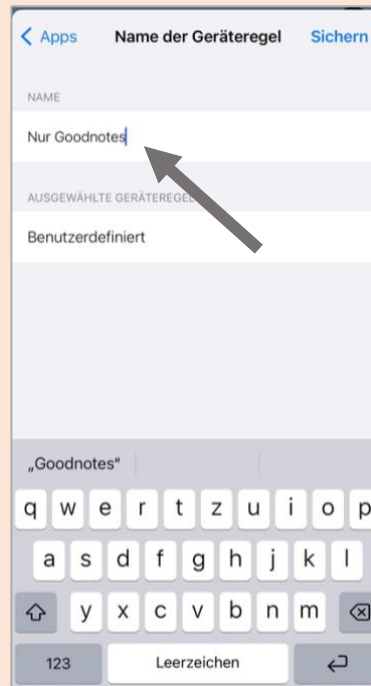 Apps Name der Geräteregel Sichern
NAME
Nur Goodnotes
AUSGEWÄHLTE GERÄTEREGEL
Benutzerdefiniert
„Goodnotes“
q w e r t z u i o p
a s d f g h j k l
y x c v b n m
123 Leerzeichen